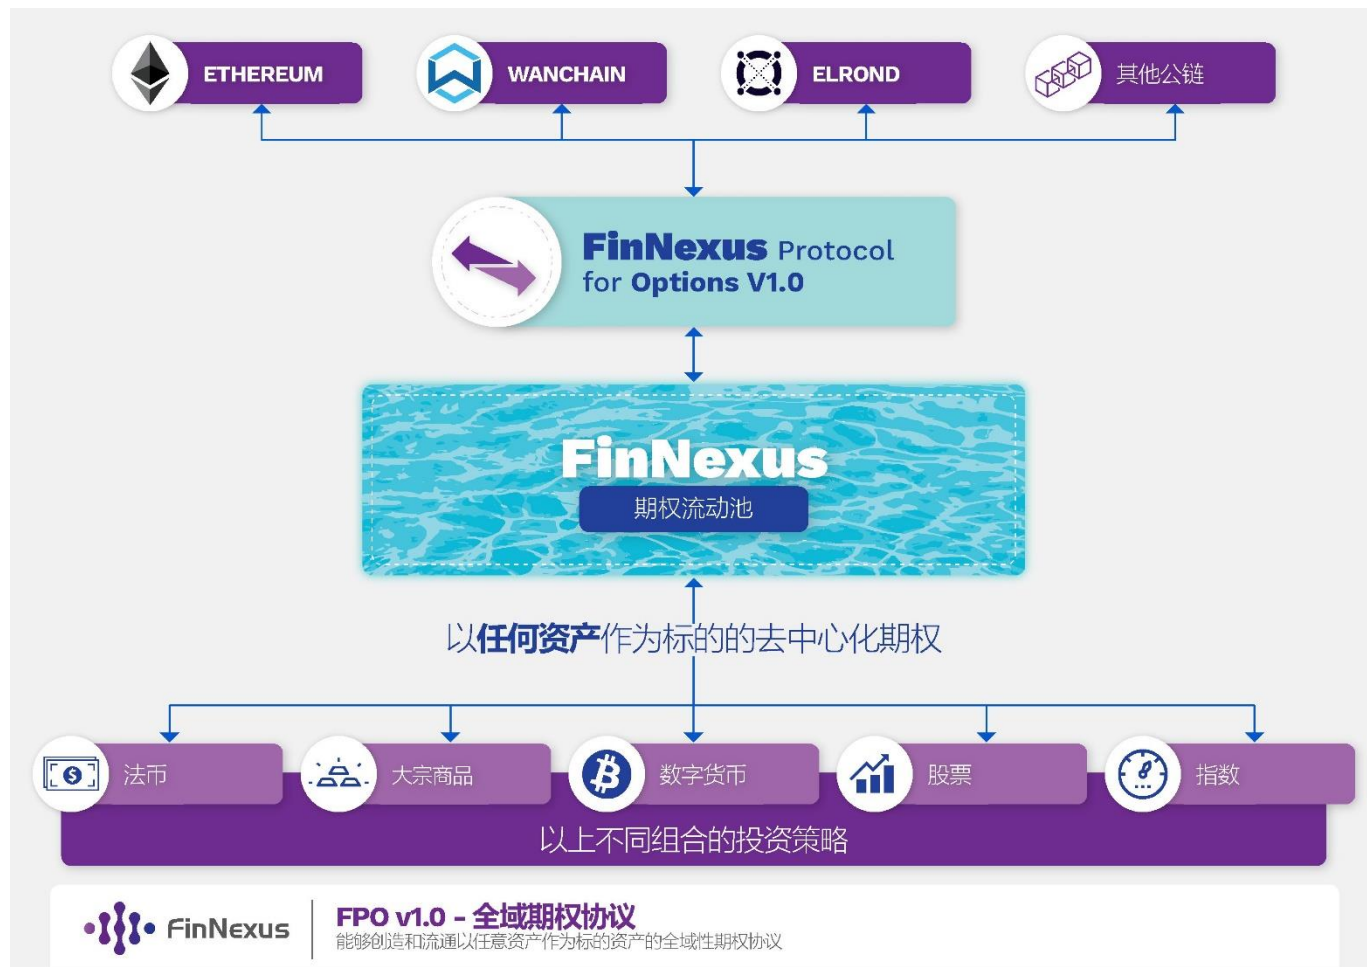 ETHEREUM
WANCHAIN
ELROND
其他公链
FinNexus Protocol
for Options V1.0
FinNexus
期权流动池
以任何资产作为标的的去中心化期权
法币
大宗商品
数字货币
股票
指数
以上不同组合的投资策略
FinNexus
FPO v1.0 - 全域期权协议
能够创造和流通以任意资产作为标的资产的全域性期权协议